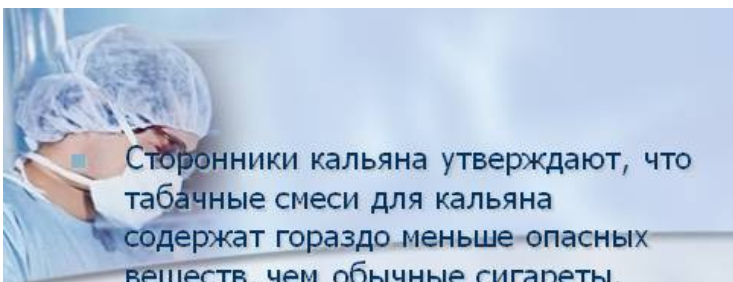 Сторонники кальяна утверждают, что
табачные смеси для кальяна
содержат гораздо меньше опасных
веществ, чем обычные сигареты.